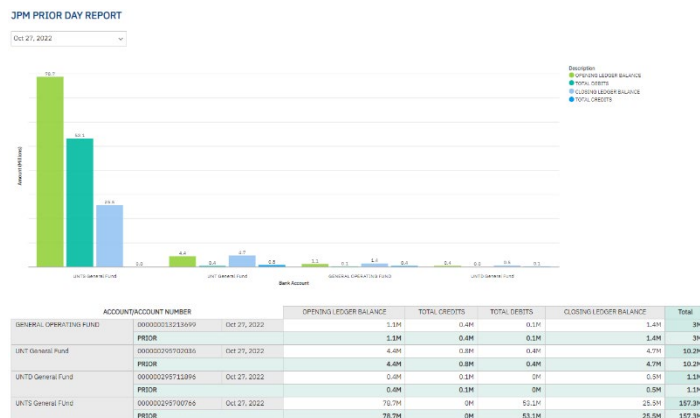 JPM PRIOR DAY REPORT
Oct 27, 2022
Description
OPENING LEDGER BALANCE
TOTAL DEBITS
CLOSING LEDGER BALANCE
TOTAL CREDITS
Amount (Millions)
78.7
53.1
25.5
0.0
4.4
0.4
4.7
0.8
1.1
0.1
1.4
0.4
0.4
0.0
0.5
0.1
UNTS General Fund
UNT General Fund
GENERAL OPERATING FUND
UNTD General Fund
Bank Account
ACCOUNT/ACCOUNT NUMBER OPENING LEDGER BALANCE TOTAL CREDITS TOTAL DEBITS CLOSING LEDGER BALANCE Total
GENERAL OPERATING FUND Oct 27, 2022 1.1M 0.4M 0.1M 1.4M
PRIOR 1.1M 0.4M 0.1M 1.4M
UNT General Fund Oct 27, 2022 4.4M 0.8M 0.4M 4.7M 10.2M
PRIOR 4.4M 0.8M 0.4M 4.7M 10.2M
UNTD General Fund Oct 27, 2022 0.4M 0.1M 0M 0.5M 1.1M
PRIOR 0.4M 0.1M 0M 0.5M 1.1M
UNTS General Fund Oct 27, 2022 78.7M 0M 53.1M 25.5M 157.3M
PRIOR 78.7M 0M 53.1M 25.5M 157.3M